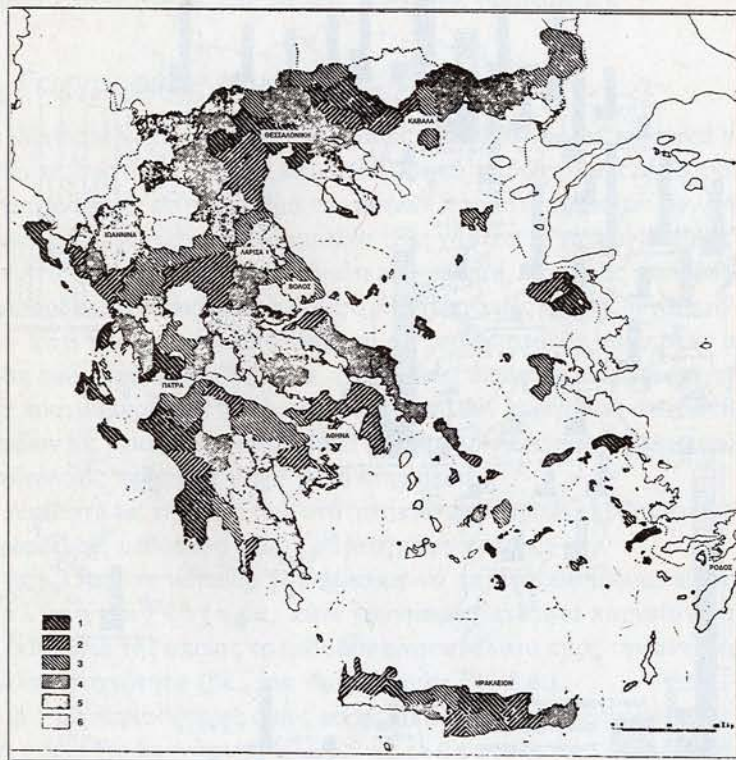 ΚΑΒΑΛΑ
ΘΕΣΣΑΛΟΝΙΚΗ
ΙΩΑΝΝΙΝΑ
ΛΑΡΙΣΑ
ΒΟΛΟΣ
ΠΑΤΡΑ
ΑΘΗΝΑ
ΡΟΔΟΣ
ΗΡΑΚΛΕΙΟΝ
1
2
3
4
5
6